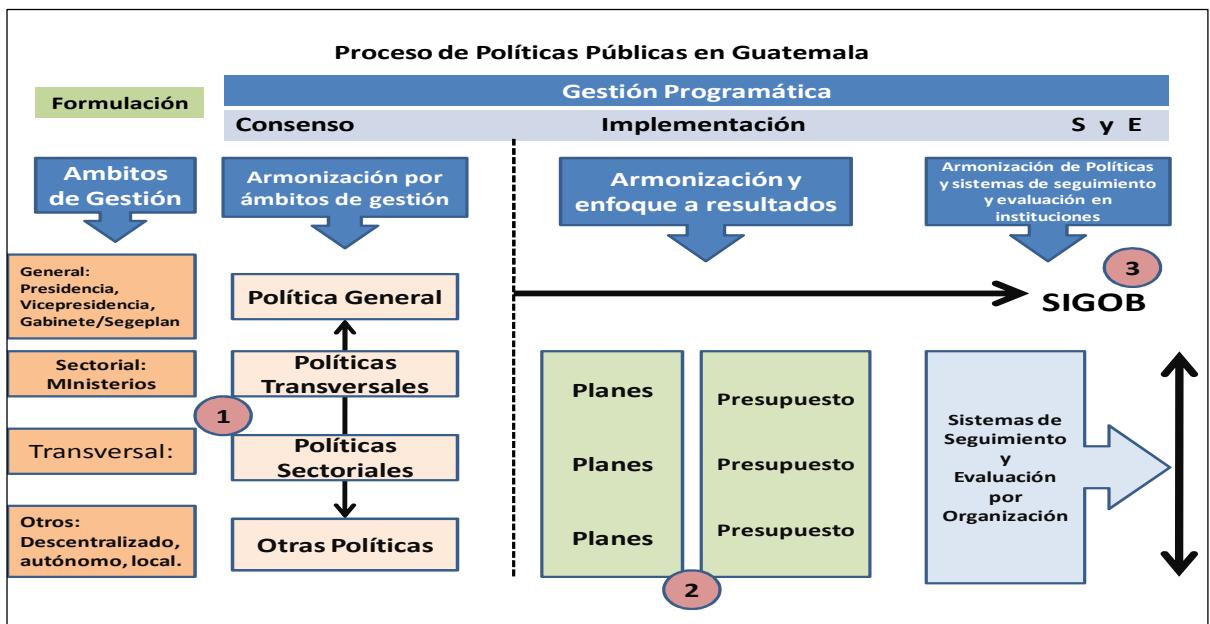 Proceso de Políticas Públicas en Guatemala
Formulación
Gestión Programática
Consenso
Implementación
S y E
Ambitos
de Gestión
Armonización por
ámbitos de gestión
Armonización y
enfoque a resultados
Armonización de Políticas
y sistemas de seguimiento
y evaluación en
instituciones
General:
Presidencia,
Vicepresidencia,
Gabinete/Segeplan
Política General
3
SIGOB
Sectorial:
MInisterios
Políticas
Transversales
1
Transversal:
Políticas
Sectoriales
Otros:
Descentralizado,
autónomo, local.
Otras Políticas
Planes
Planes
Planes
Presupuesto
Presupuesto
Presupuesto
2
Sistemas de
Seguimiento
y
Evaluación
por
Organización